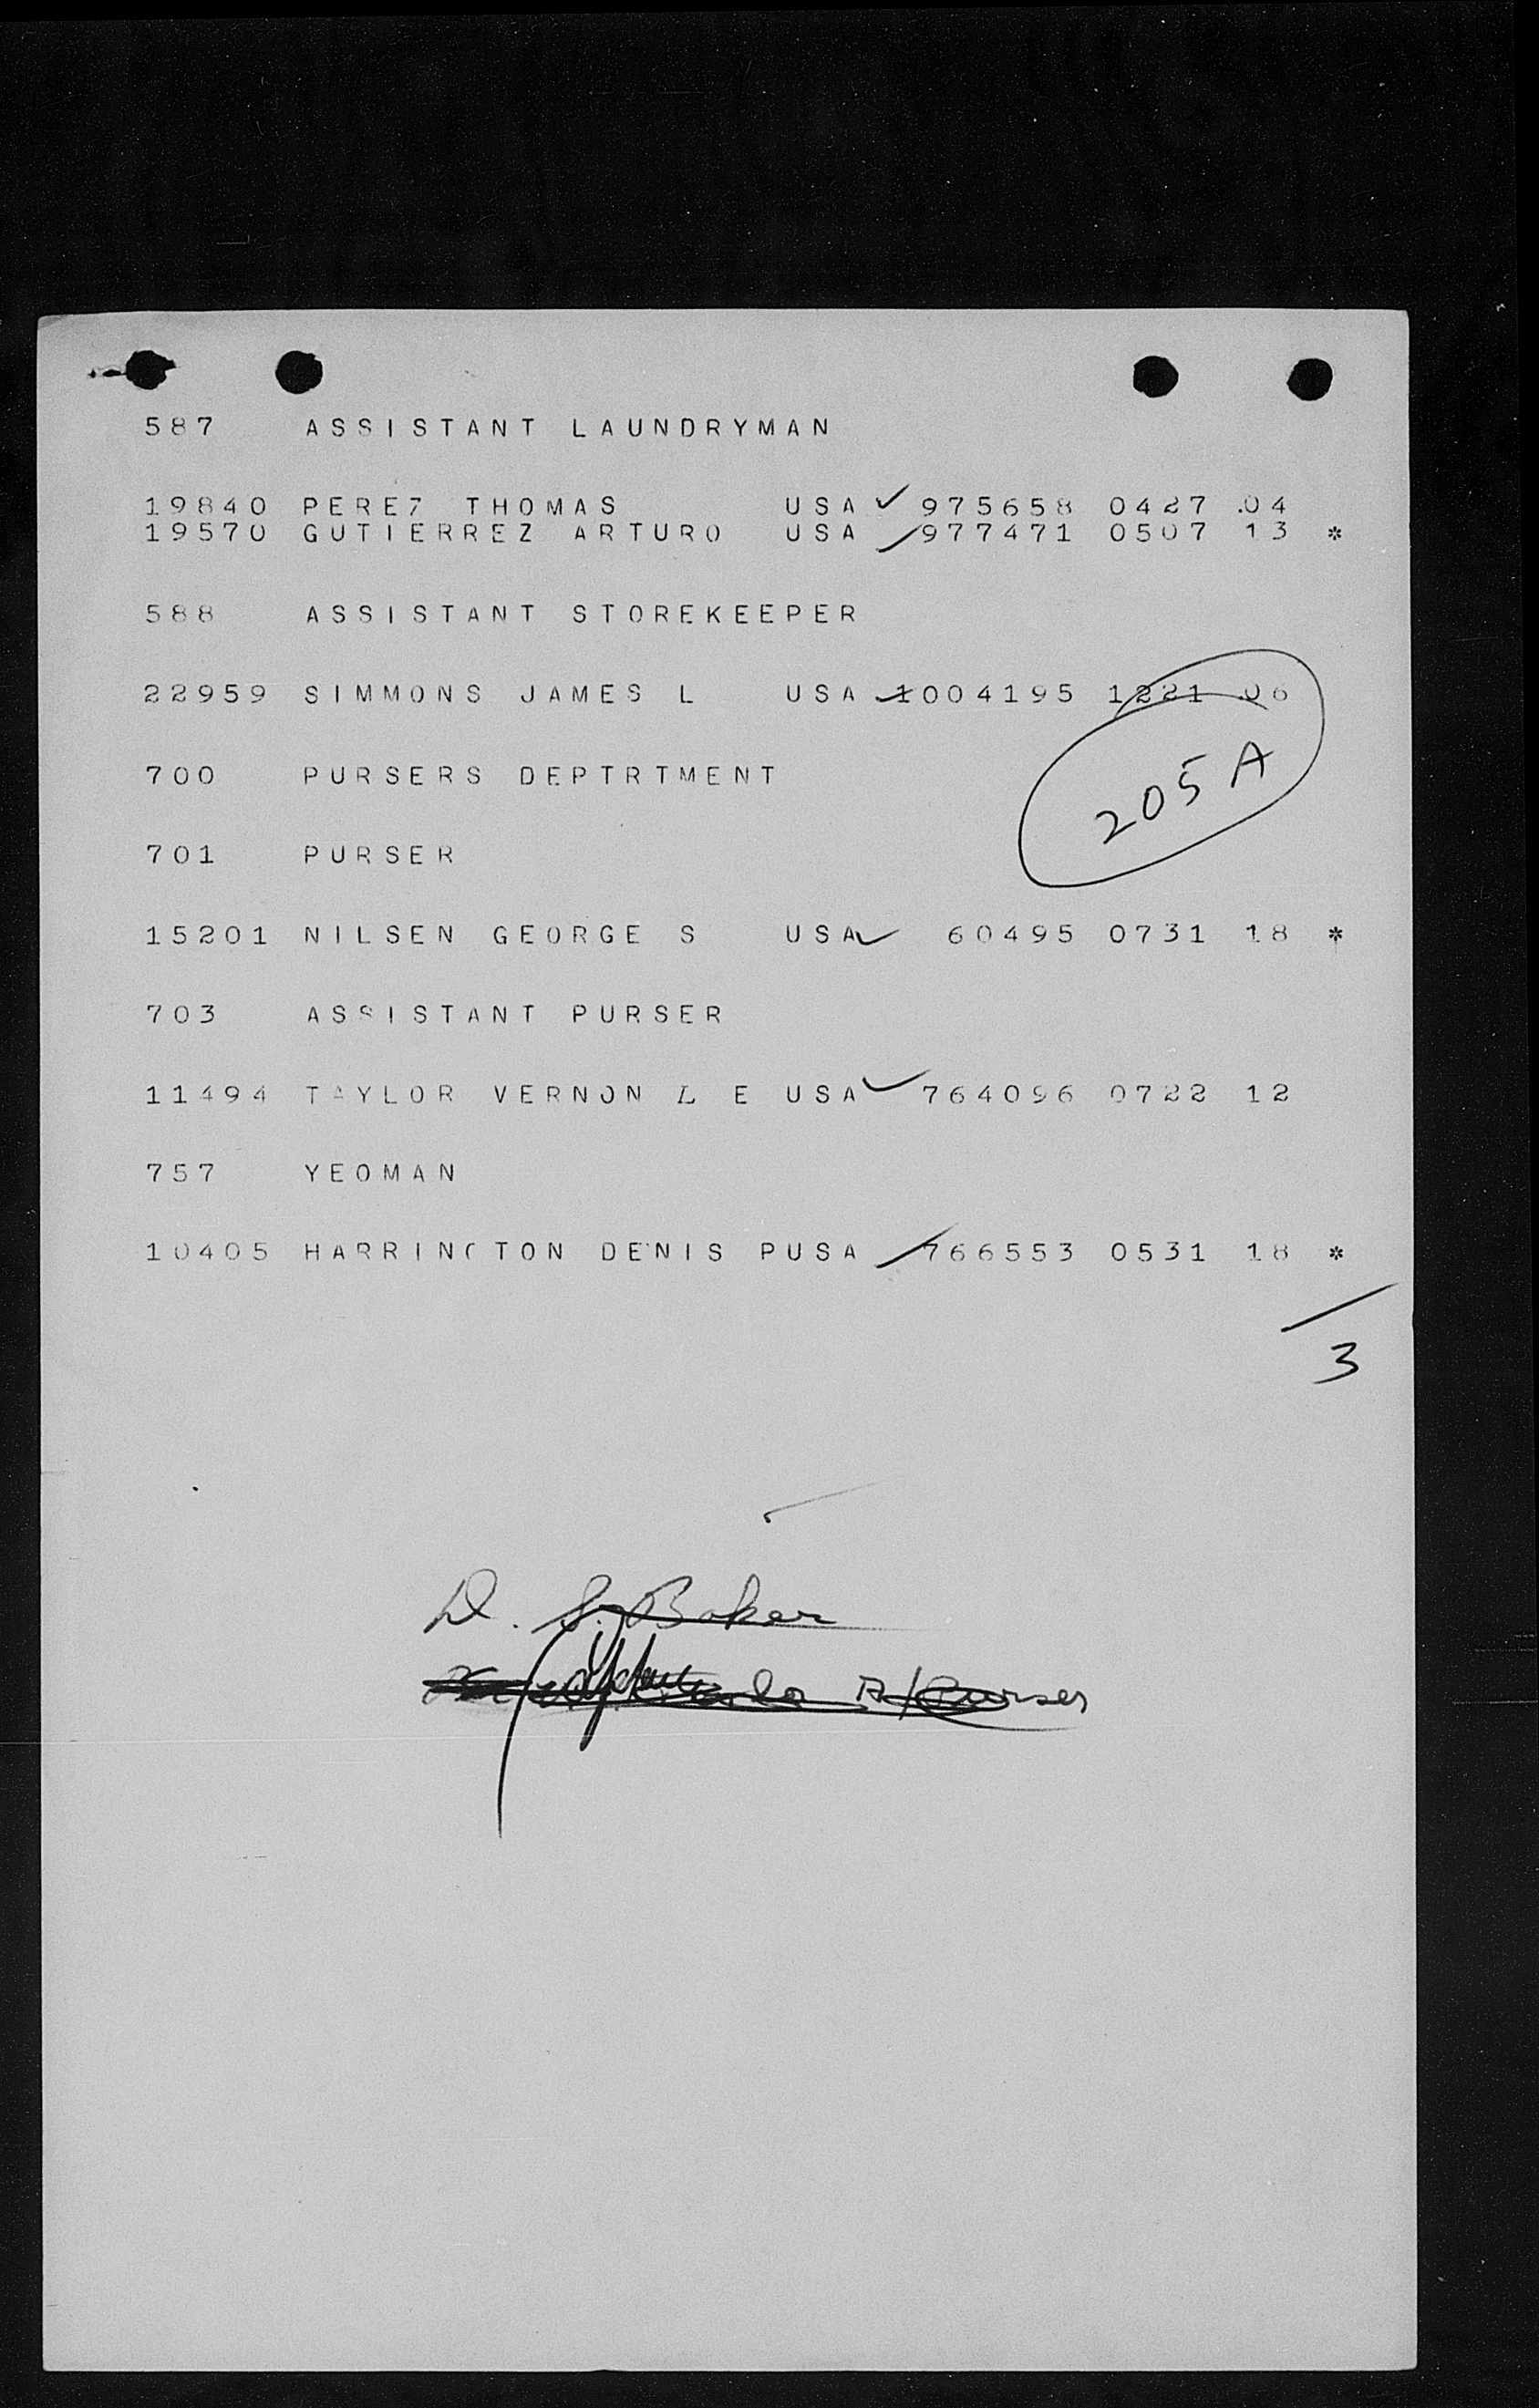 587 ASSISTANT LAUNDRYMAN
19840 PEREZ THOMAS USA ✓ 975658 0427 04
19570 GUTIERREZ ARTURO USA 977471 0507 13 *
588 ASSISTANT STOREKEEPER
22959 SIMMONS JAMES L USA 1004195 1221 06
205A
700 PURSERS DEPTRTMENT
701 PURSER
15201 NILSEN GEORGE S USA ✓ 60495 0731 18 *
703 ASSISTANT PURSER
11494 TAYLOR VERNON L E USA ✓ 764096 0722 12
757 YEOMAN
10405 HARRINGTON DENIS PUSA 766553 0531 18 *
3
D. S. Baker
Purser